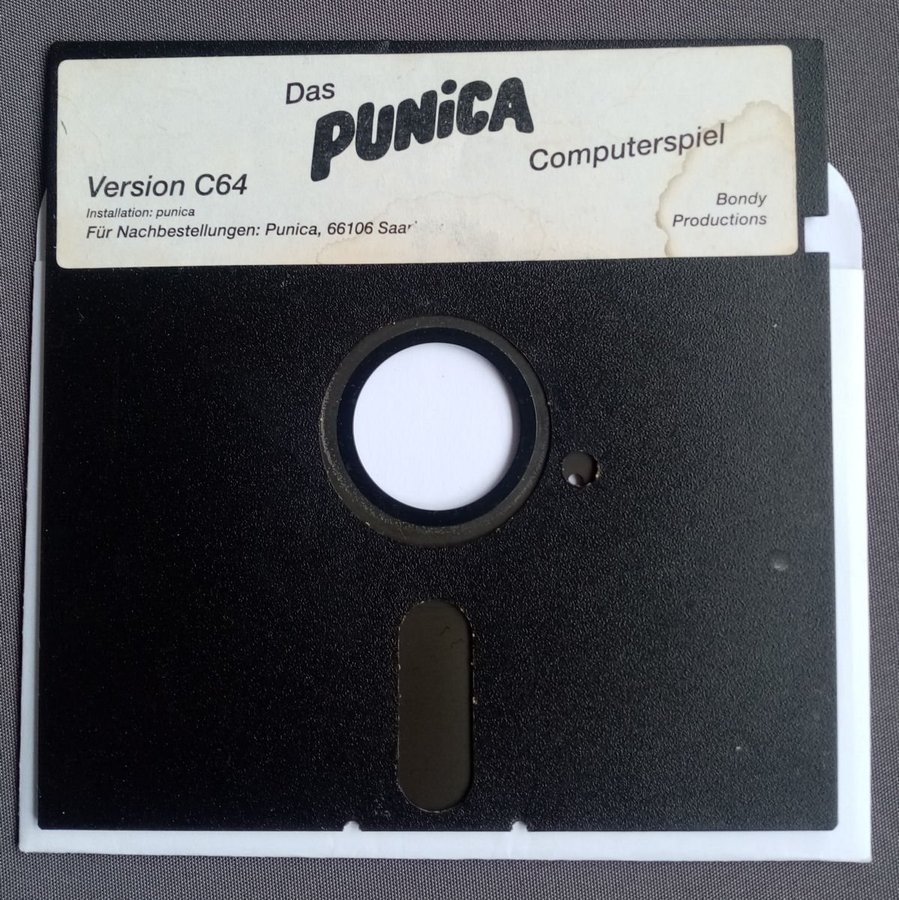 Das
PUNiCA
Computerspiel
Version C64
Installation: punica
Für Nachbestellungen: Punica, 66106
Bondy
Productions